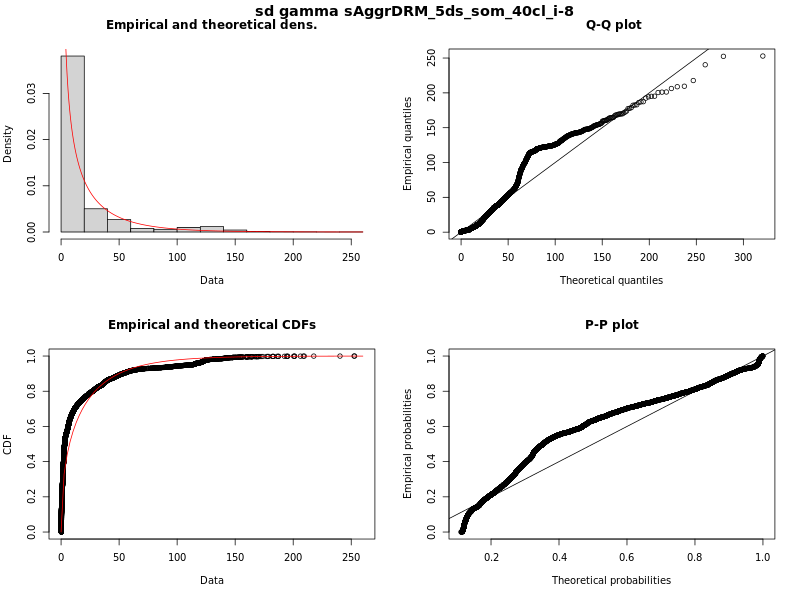 sd gamma sAggrDRM_5ds_som_40cl_i-8
Empirical and theoretical dens.
Density
0.00 0.01 0.02 0.03
0 50 100 150 200 250
Data
Q-Q plot
Empirical quantiles
0 50 100 150 200 250
0 50 100 150 200 250 300
Theoretical quantiles
Empirical and theoretical CDFs
CDF
0.0 0.2 0.4 0.6 0.8 1.0
0 50 100 150 200 250
Data
P-P plot
Empirical probabilities
0.0 0.2 0.4 0.6 0.8 1.0
0.2 0.4 0.6 0.8 1.0
Theoretical probabilities